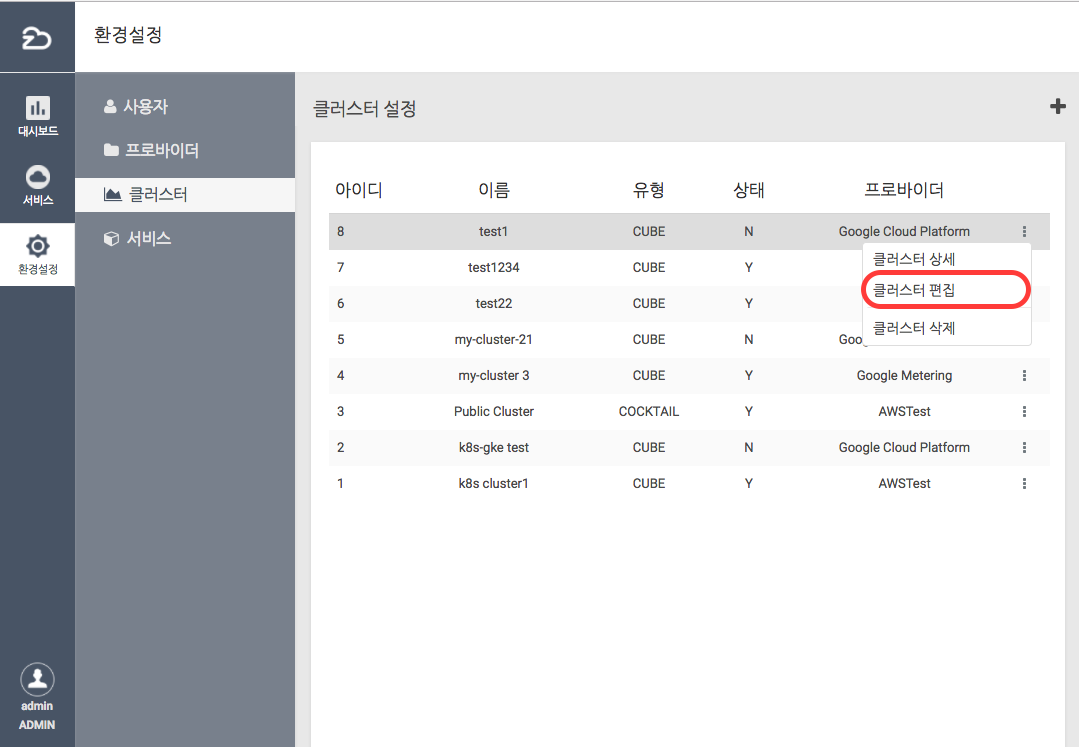 환경설정
대시보드
서비스
환경설정
admin
ADMIN
사용자
프로바이더
클러스터
서비스
클러스터 설정
아이디 이름 유형 상태 프로바이더
8 test1 CUBE N Google Cloud Platform
7 test1234 CUBE Y
6 test22 CUBE Y
5 my-cluster-21 CUBE N Goo
4 my-cluster 3 CUBE Y Google Metering
3 Public Cluster COCKTAIL Y AWSTest
2 k8s-gke test CUBE N Google Cloud Platform
1 k8s cluster1 CUBE Y AWSTest
클러스터 상세
클러스터 편집
클러스터 삭제